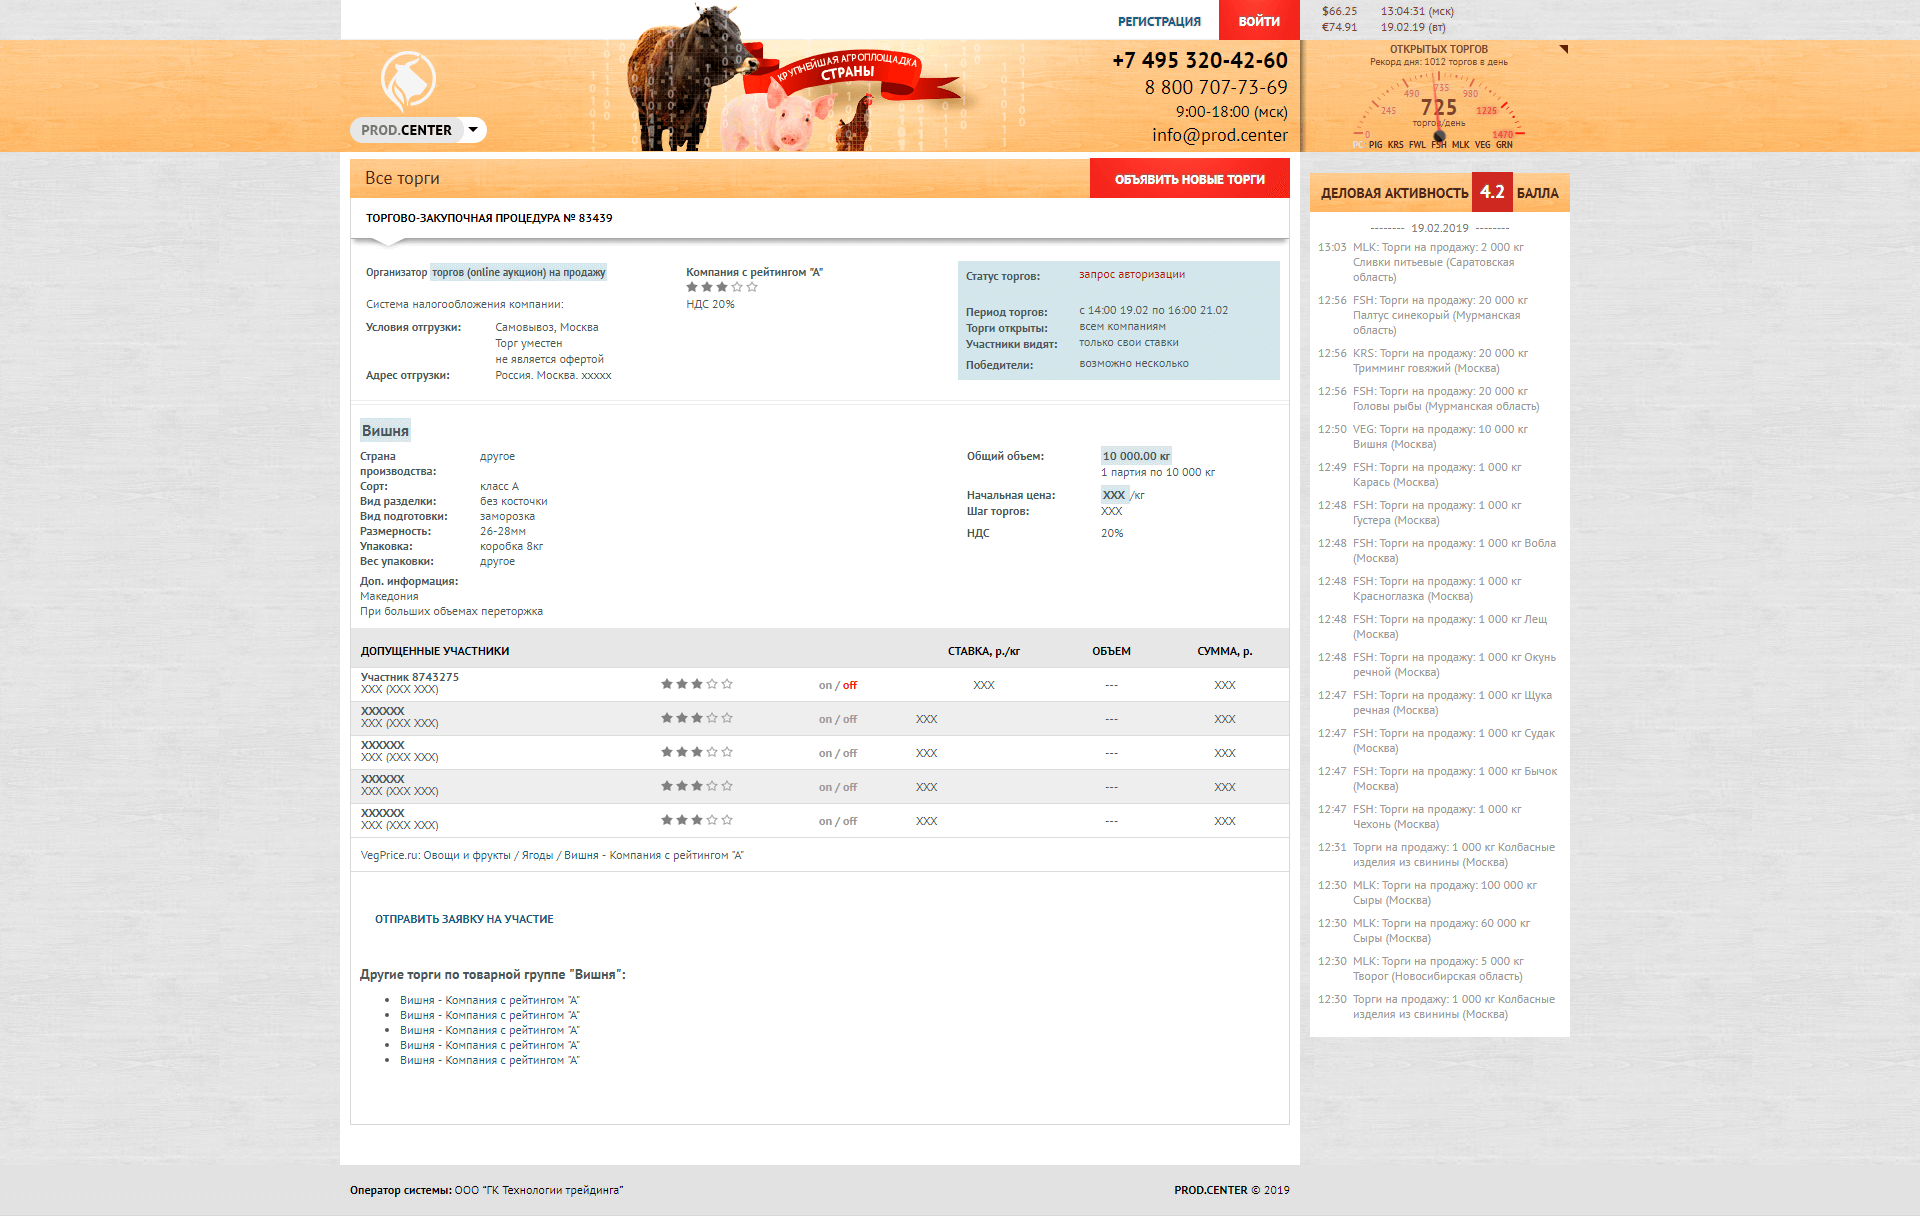 РЕГИСТРАЦИЯ
ВОЙТИ
$66.25 13:04:31 (мск)
€74.91 19.02.19 (вт)
PROD.CENTER
КРУПНЕЙШАЯ АГРОПЛОЩАДКА
СТРАНЫ
+7 495 320-42-60
8 800 707-73-69
9:00-18:00 (мск)
info@prod.center
ОТКРЫТЫХ ТОРГОВ
Рекорд дня: 1012 торгов в день
0 245 490 735 980 1225 1470
725
торгов/день
PC PIG KRS FWL FSH MLK VEG GRN
Все торги
ОБЪЯВИТЬ НОВЫЕ ТОРГИ
ТОРГОВО-ЗАКУПОЧНАЯ ПРОЦЕДУРА № 83439
Организатор торгов (online аукцион) на продажу
Компания с рейтингом "А"
Система налогообложения компании: НДС 20%
Условия отгрузки: Самовывоз, Москва
Торг уместен
не является офертой
Адрес отгрузки: Россия. Москва. ххххх
Статус торгов: запрос авторизации
Период торгов: с 14:00 19.02 по 16:00 21.02
Торги открыты: всем компаниям
Участники видят: только свои ставки
Победители: возможно несколько
Вишня
Страна производства: другое
Сорт: класс А
Вид разделки: без косточки
Вид подготовки: заморозка
Размерность: 26-28мм
Упаковка: коробка 8кг
Вес упаковки: другое
Доп. информация:
Македония
При больших объемах переторжка
Общий объем: 10 000.00 кг
1 партия по 10 000 кг
Начальная цена: XXX /кг
Шаг торгов: XXX
НДС 20%
ДОПУЩЕННЫЕ УЧАСТНИКИ СТАВКА, р./кг ОБЪЕМ СУММА, р.
Участник 8743275
XXX (XXX XXX) on / off XXX --- XXX
XXXXXX
XXX (XXX XXX) on / off XXX --- XXX
XXXXXX
XXX (XXX XXX) on / off XXX --- XXX
XXXXXX
XXX (XXX XXX) on / off XXX --- XXX
XXXXXX
XXX (XXX XXX) on / off XXX --- XXX
VegPrice.ru: Овощи и фрукты / Ягоды / Вишня - Компания с рейтингом "А"
ОТПРАВИТЬ ЗАЯВКУ НА УЧАСТИЕ
Другие торги по товарной группе "Вишня":
Вишня - Компания с рейтингом "А"
Вишня - Компания с рейтингом "А"
Вишня - Компания с рейтингом "А"
Вишня - Компания с рейтингом "А"
Вишня - Компания с рейтингом "А"
ДЕЛОВАЯ АКТИВНОСТЬ 4.2 БАЛЛА
-------- 19.02.2019 --------
13:03 MLK: Торги на продажу: 2 000 кг
Сливки питьевые (Саратовская
область)
12:56 FSH: Торги на продажу: 20 000 кг
Палтус синекорый (Мурманская
область)
12:56 KRS: Торги на продажу: 20 000 кг
Тримминг говяжий (Москва)
12:56 FSH: Торги на продажу: 20 000 кг
Головы рыбы (Мурманская область)
12:50 VEG: Торги на продажу: 10 000 кг
Вишня (Москва)
12:49 FSH: Торги на продажу: 1 000 кг
Карась (Москва)
12:48 FSH: Торги на продажу: 1 000 кг
Густера (Москва)
12:48 FSH: Торги на продажу: 1 000 кг Вобла
(Москва)
12:48 FSH: Торги на продажу: 1 000 кг
Красноглазка (Москва)
12:48 FSH: Торги на продажу: 1 000 кг Лещ
(Москва)
12:48 FSH: Торги на продажу: 1 000 кг Окунь
речной (Москва)
12:47 FSH: Торги на продажу: 1 000 кг Щука
речная (Москва)
12:47 FSH: Торги на продажу: 1 000 кг Судак
(Москва)
12:47 FSH: Торги на продажу: 1 000 кг Бычок
(Москва)
12:47 FSH: Торги на продажу: 1 000 кг
Чехонь (Москва)
12:31 Торги на продажу: 1 000 кг Колбасные
изделия из свинины (Москва)
12:30 MLK: Торги на продажу: 100 000 кг
Сыры (Москва)
12:30 MLK: Торги на продажу: 60 000 кг
Сыры (Москва)
12:30 MLK: Торги на продажу: 5 000 кг
Творог (Новосибирская область)
12:30 Торги на продажу: 1 000 кг Колбасные
изделия из свинины (Москва)
Оператор системы: ООО "ГК Технологии трейдинга"
PROD.CENTER © 2019